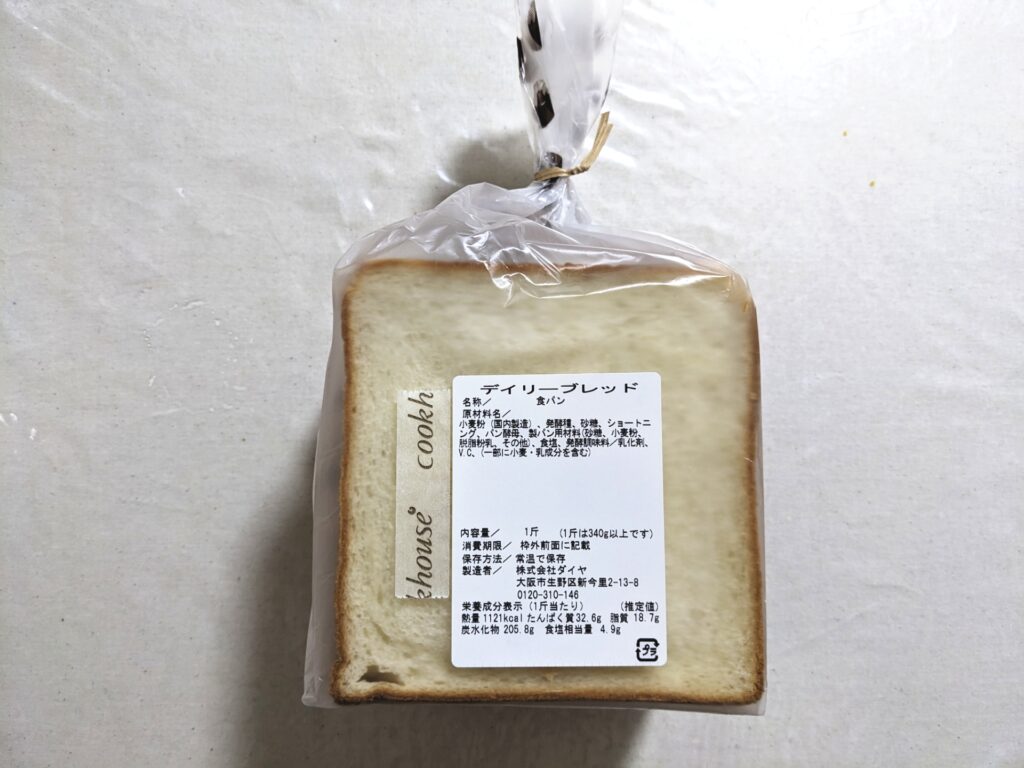 デイリーブレッド
名称／ 食パン
原材料名／
小麦粉（国内製造）、発酵種、砂糖、ショートニ
ング、パン酵母、製パン用材料(砂糖、小麦粉、
脱脂粉乳、その他)、食塩、発酵調味料／乳化剤、
V.C、(一部に小麦・乳成分を含む)
内容量／ 1斤 （1斤は340g以上です）
消費期限／ 枠外前面に記載
保存方法／ 常温で保存
製造者／ 株式会社ダイヤ
大阪市生野区新今里2-13-8
0120-310-146
栄養成分表示（1斤当たり） （推定値）
熱量 1121kcal たんぱく質 32.6g 脂質 18.7g
炭水化物 205.8g 食塩相当量 4.9g
プラ
cookh
khouse